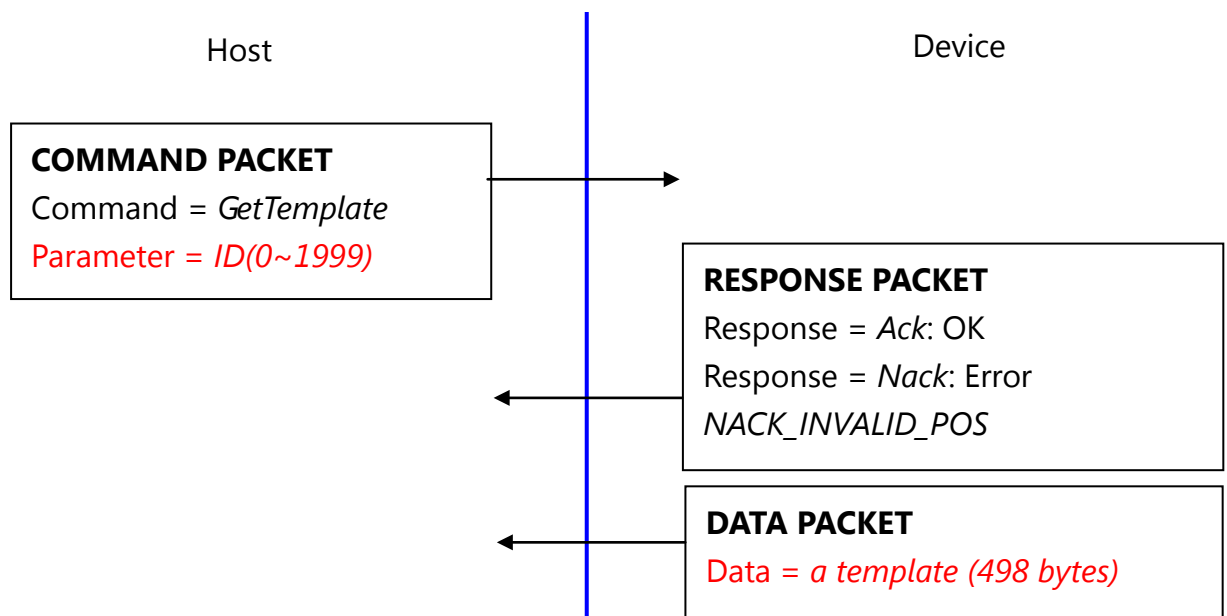 Host
Device
COMMAND PACKET
Command = GetTemplate
Parameter = ID(0~1999)
RESPONSE PACKET
Response = Ack: OK
Response = Nack: Error
NACK_INVALID_POS
DATA PACKET
Data = a template (498 bytes)